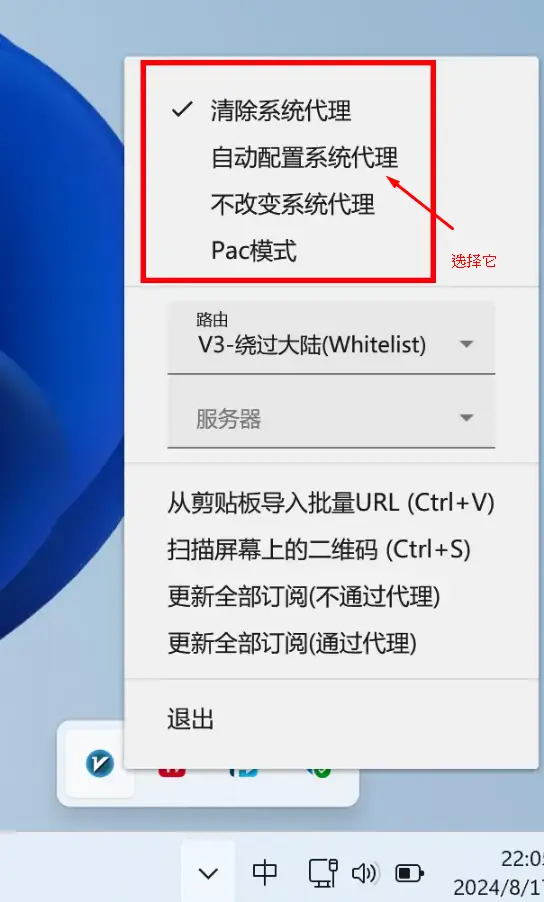 清除系统代理
自动配置系统代理
不改变系统代理
Pac模式
选择它
路由
V3-绕过大陆(Whitelist)
服务器
从剪贴板导入批量URL (Ctrl+V)
扫描屏幕上的二维码 (Ctrl+S)
更新全部订阅(不通过代理)
更新全部订阅(通过代理)
退出
中
22:05
2024/8/17